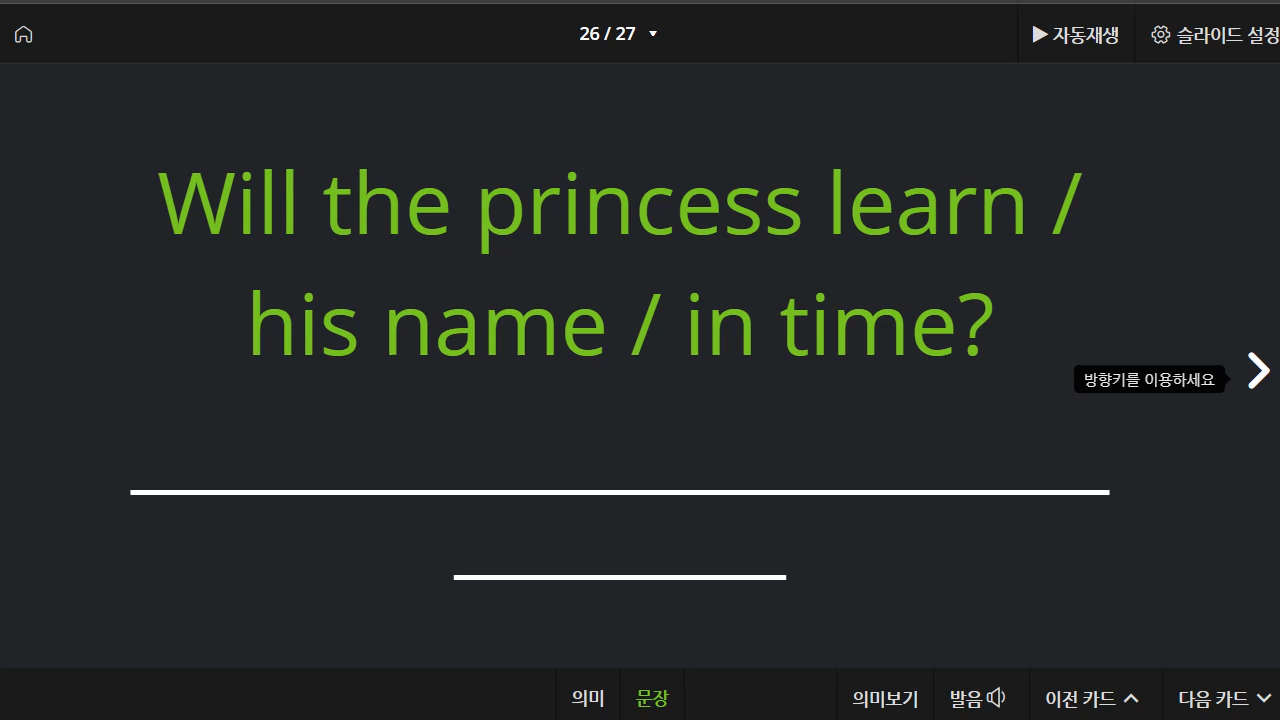 26 / 27
자동재생
슬라이드 설정
Will the princess learn /
his name / in time?
방향키를 이용하세요
의미
문장
의미보기
발음
이전 카드
다음 카드